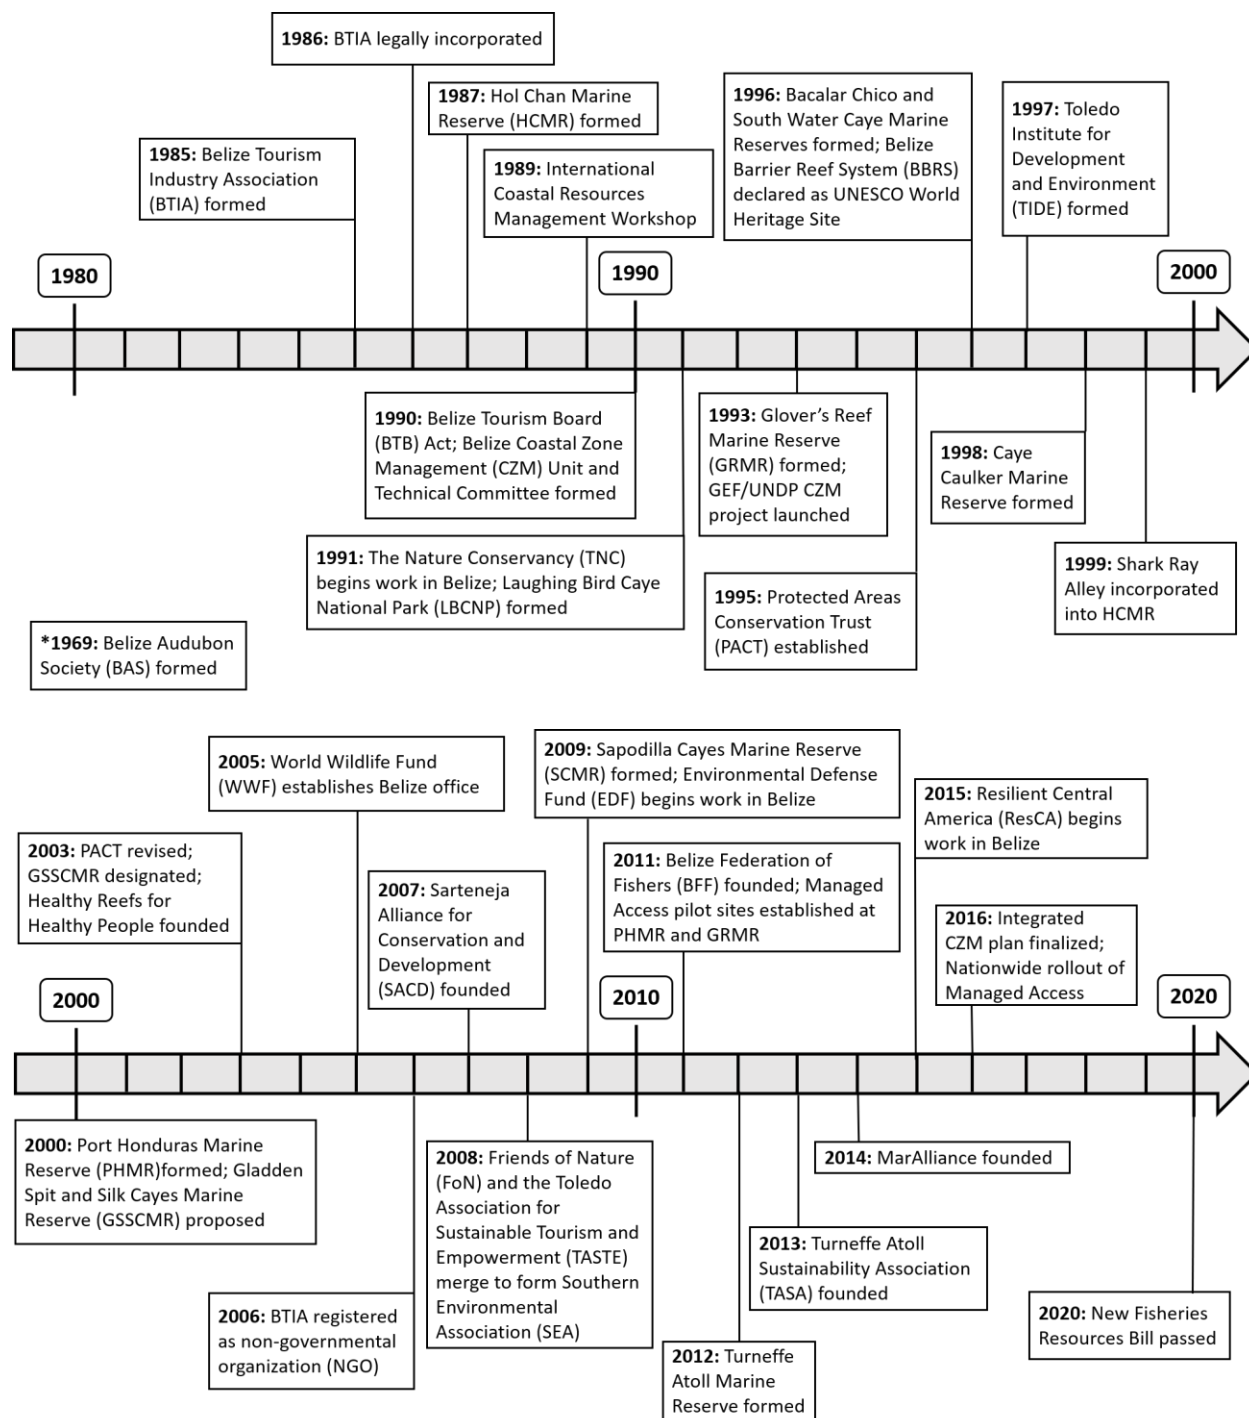 1986: BTIA legally incorporated
1987: Hol Chan Marine
Reserve (HCMR) formed
1996: Bacalar Chico and
South Water Caye Marine
Reserves formed; Belize
Barrier Reef System (BBRS)
declared as UNESCO World
Heritage Site
1997: Toledo
Institute for
Development
and Environment
(TIDE) formed
1985: Belize Tourism
Industry Association
(BTIA) formed
1989: International
Coastal Resources
Management Workshop
1980
1990
2000
1990: Belize Tourism Board
(BTB) Act; Belize Coastal Zone
Management (CZM) Unit and
Technical Committee formed
1993: Glover’s Reef
Marine Reserve
(GRMR) formed;
GEF/UNDP CZM
project launched
1998: Caye
Caulker Marine
Reserve formed
1991: The Nature Conservancy (TNC)
begins work in Belize; Laughing Bird Caye
National Park (LBCNP) formed
1995: Protected Areas
Conservation Trust
(PACT) established
1999: Shark Ray
Alley incorporated
into HCMR
*1969: Belize Audubon
Society (BAS) formed
2005: World Wildlife Fund
(WWF) establishes Belize office
2009: Sapodilla Cayes Marine Reserve
(SCMR) formed; Environmental Defense
Fund (EDF) begins work in Belize
2015: Resilient Central
America (ResCA) begins
work in Belize
2003: PACT revised;
GSSCMR designated;
Healthy Reefs for
Healthy People founded
2007: Sarteneja
Alliance for
Conservation and
Development
(SACD) founded
2011: Belize Federation of
Fishers (BFF) founded; Managed
Access pilot sites established at
PHMR and GRMR
2016: Integrated
CZM plan finalized;
Nationwide rollout of
Managed Access
2000
2010
2020
2000: Port Honduras Marine
Reserve (PHMR)formed; Gladden
Spit and Silk Cayes Marine
Reserve (GSSCMR) proposed
2008: Friends of Nature
(FoN) and the Toledo
Association for
Sustainable Tourism and
Empowerment (TASTE)
merge to form Southern
Environmental
Association (SEA)
2014: MarAlliance founded
2013: Turneffe Atoll
Sustainability Association
(TASA) founded
2006: BTIA registered
as non-governmental
organization (NGO)
2012: Turneffe
Atoll Marine
Reserve formed
2020: New Fisheries
Resources Bill passed